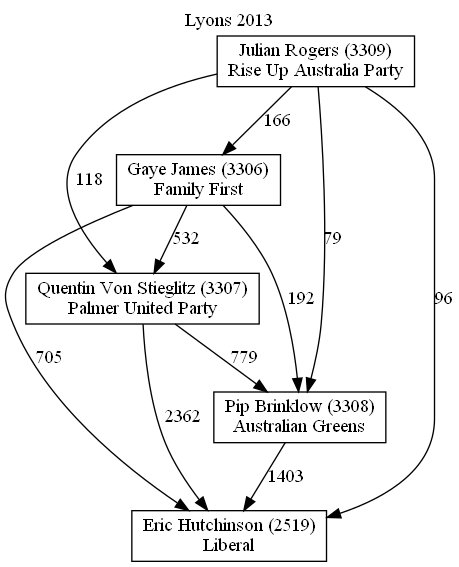 Lyons 2013
Julian Rogers (3309)
Rise Up Australia Party
166
118
Gaye James (3306)
Family First
532
79
Quentin Von Stieglitz (3307)
Palmer United Party
192
96
705
779
2362
Pip Brinklow (3308)
Australian Greens
1403
Eric Hutchinson (2519)
Liberal